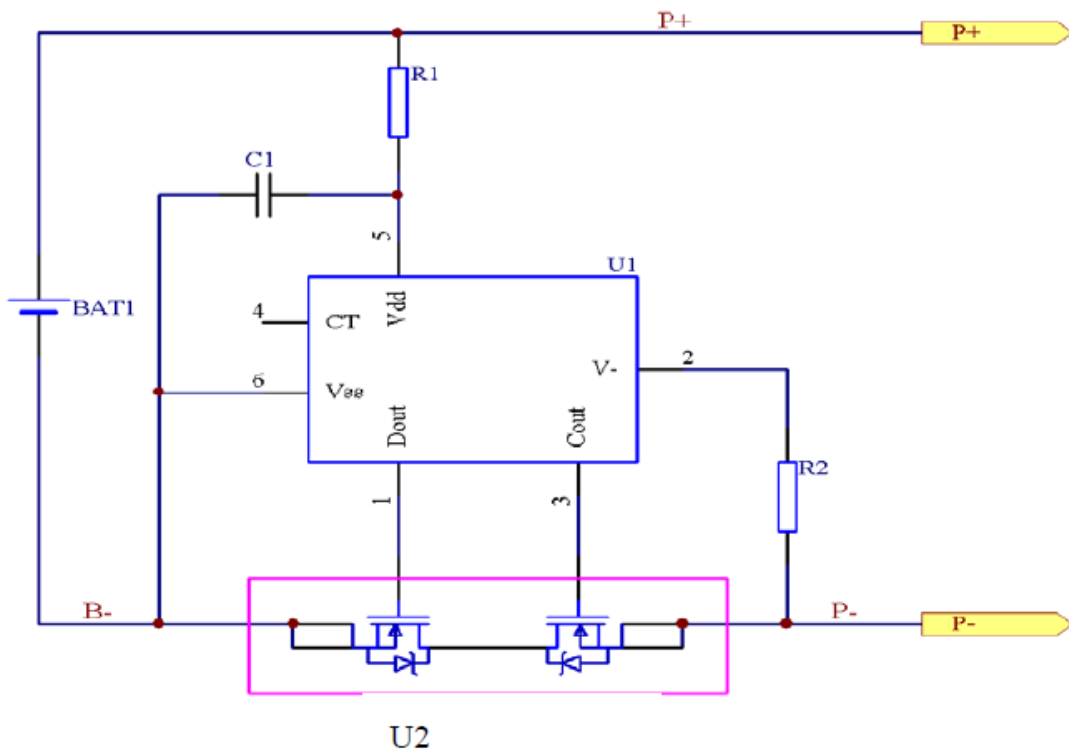 P+
P+
R1
C1
5
U1
BAT1
4
CT
Vdd
V-
2
6
Vss
Dout
Cout
R2
1
3
B-
P-
P-
U2